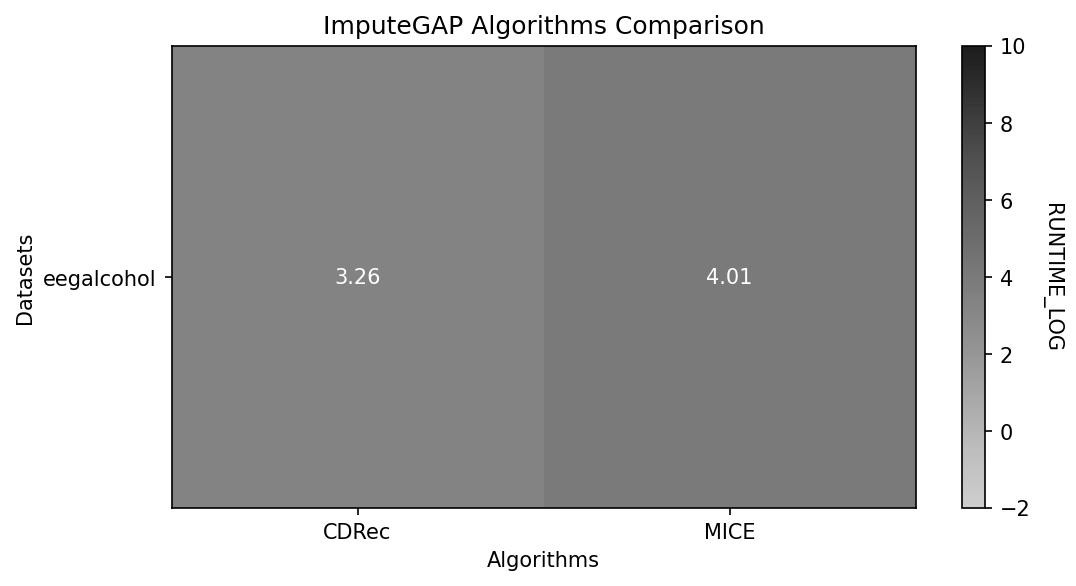 ImputeGAP Algorithms Comparison
Datasets
eegalcohol
3.26
4.01
CDRec
MICE
Algorithms
10
8
6
4
2
0
−2
RUNTIME_LOG